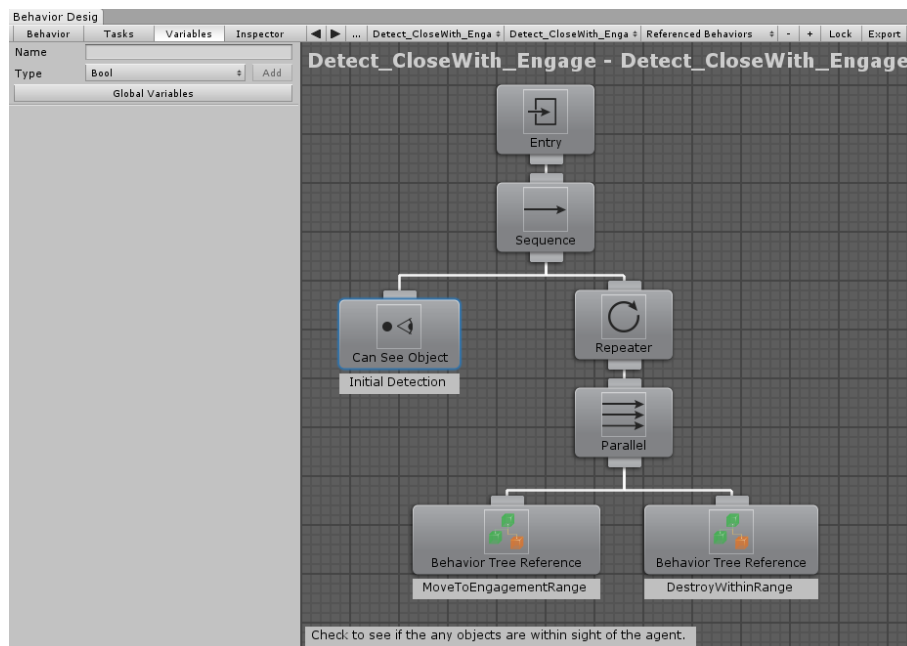 Behavior Desig
Behavior Tasks Variables Inspector ... Detect_CloseWith_Enga Detect_CloseWith_Enga Referenced Behaviors - + Lock Export
Name
Type Bool Add
Global Variables
Detect_CloseWith_Engage - Detect_CloseWith_Engage
Entry
Sequence
Can See Object
Initial Detection
Repeater
Parallel
Behavior Tree Reference Behavior Tree Reference
MoveToEngagementRange DestroyWithinRange
Check to see if the any objects are within sight of the agent.